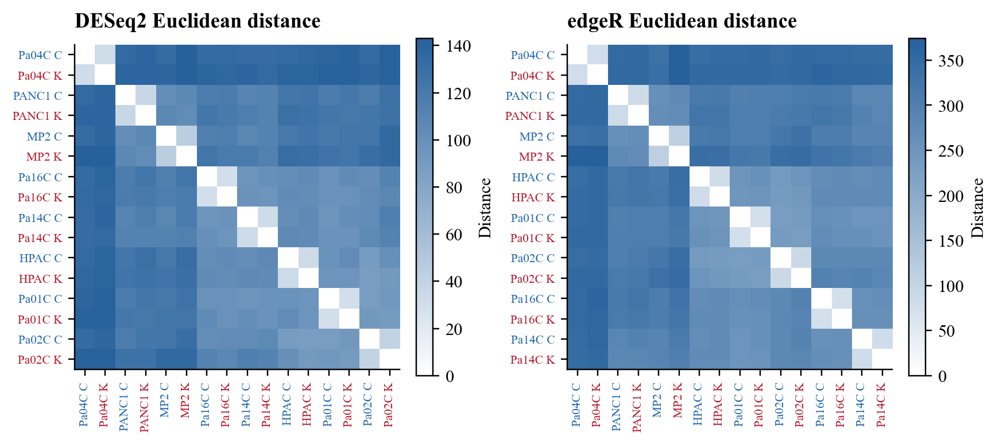 DESeq2 Euclidean distance
Pa04C C
Pa04C K
PANC1 C
PANC1 K
MP2 C
MP2 K
Pa16C C
Pa16C K
Pa14C C
Pa14C K
HPAC C
HPAC K
Pa01C C
Pa01C K
Pa02C C
Pa02C K
Pa04C C
Pa04C K
PANC1 C
PANC1 K
MP2 C
MP2 K
Pa16C C
Pa16C K
Pa14C C
Pa14C K
HPAC C
HPAC K
Pa01C C
Pa01C K
Pa02C C
Pa02C K
140
120
100
80
60
40
20
0
Distance
edgeR Euclidean distance
Pa04C C
Pa04C K
PANC1 C
PANC1 K
MP2 C
MP2 K
HPAC C
HPAC K
Pa01C C
Pa01C K
Pa02C C
Pa02C K
Pa16C C
Pa16C K
Pa14C C
Pa14C K
Pa04C C
Pa04C K
PANC1 C
PANC1 K
MP2 C
MP2 K
HPAC C
HPAC K
Pa01C C
Pa01C K
Pa02C C
Pa02C K
Pa16C C
Pa16C K
Pa14C C
Pa14C K
350
300
250
200
150
100
50
0
Distance